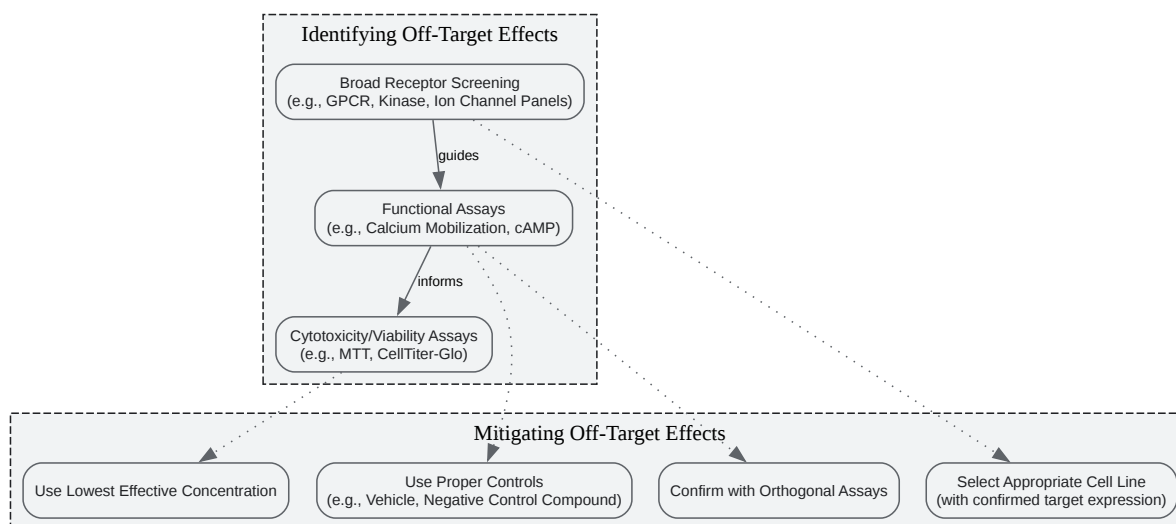 Identifying Off-Target Effects
Broad Receptor Screening
(e.g., GPCR, Kinase, Ion Channel Panels)
guides
Functional Assays
(e.g., Calcium Mobilization, cAMP)
informs
Cytotoxicity/Viability Assays
(e.g., MTT, CellTiter-Glo)
Mitigating Off-Target Effects
Use Lowest Effective Concentration
Use Proper Controls
(e.g., Vehicle, Negative Control Compound)
Confirm with Orthogonal Assays
Select Appropriate Cell Line
(with confirmed target expression)